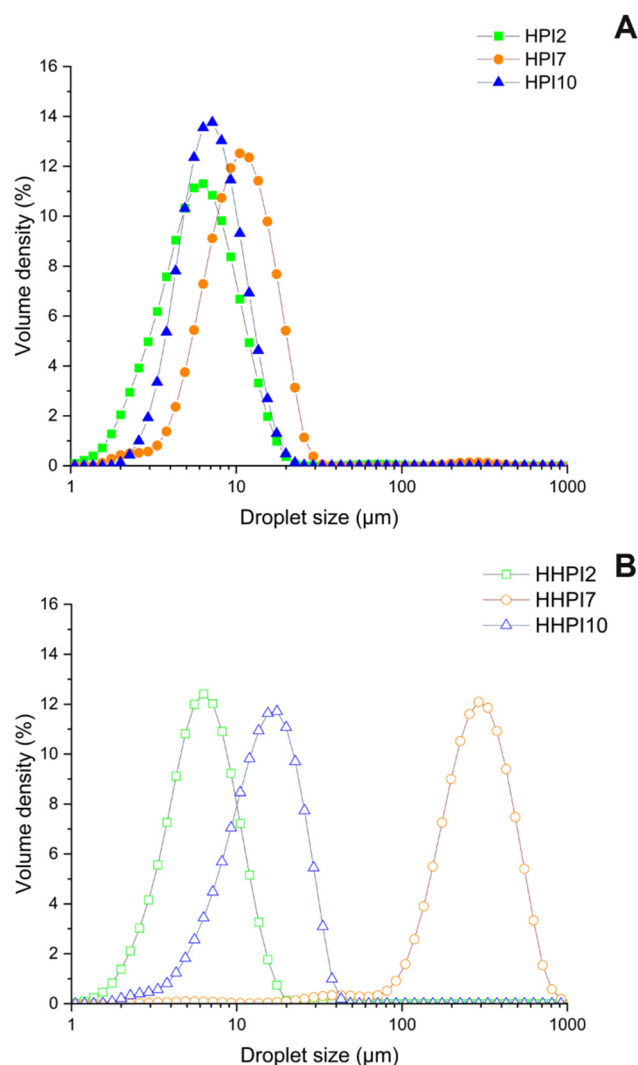 A
HPI2
HPI7
HPI10
16
14
12
10
8
6
4
2
0
Volume density (%)
1
10
100
1000
Droplet size (µm)
B
HHPI2
HHPI7
HHPI10
16
14
12
10
8
6
4
2
0
Volume density (%)
1
10
100
1000
Droplet size (µm)